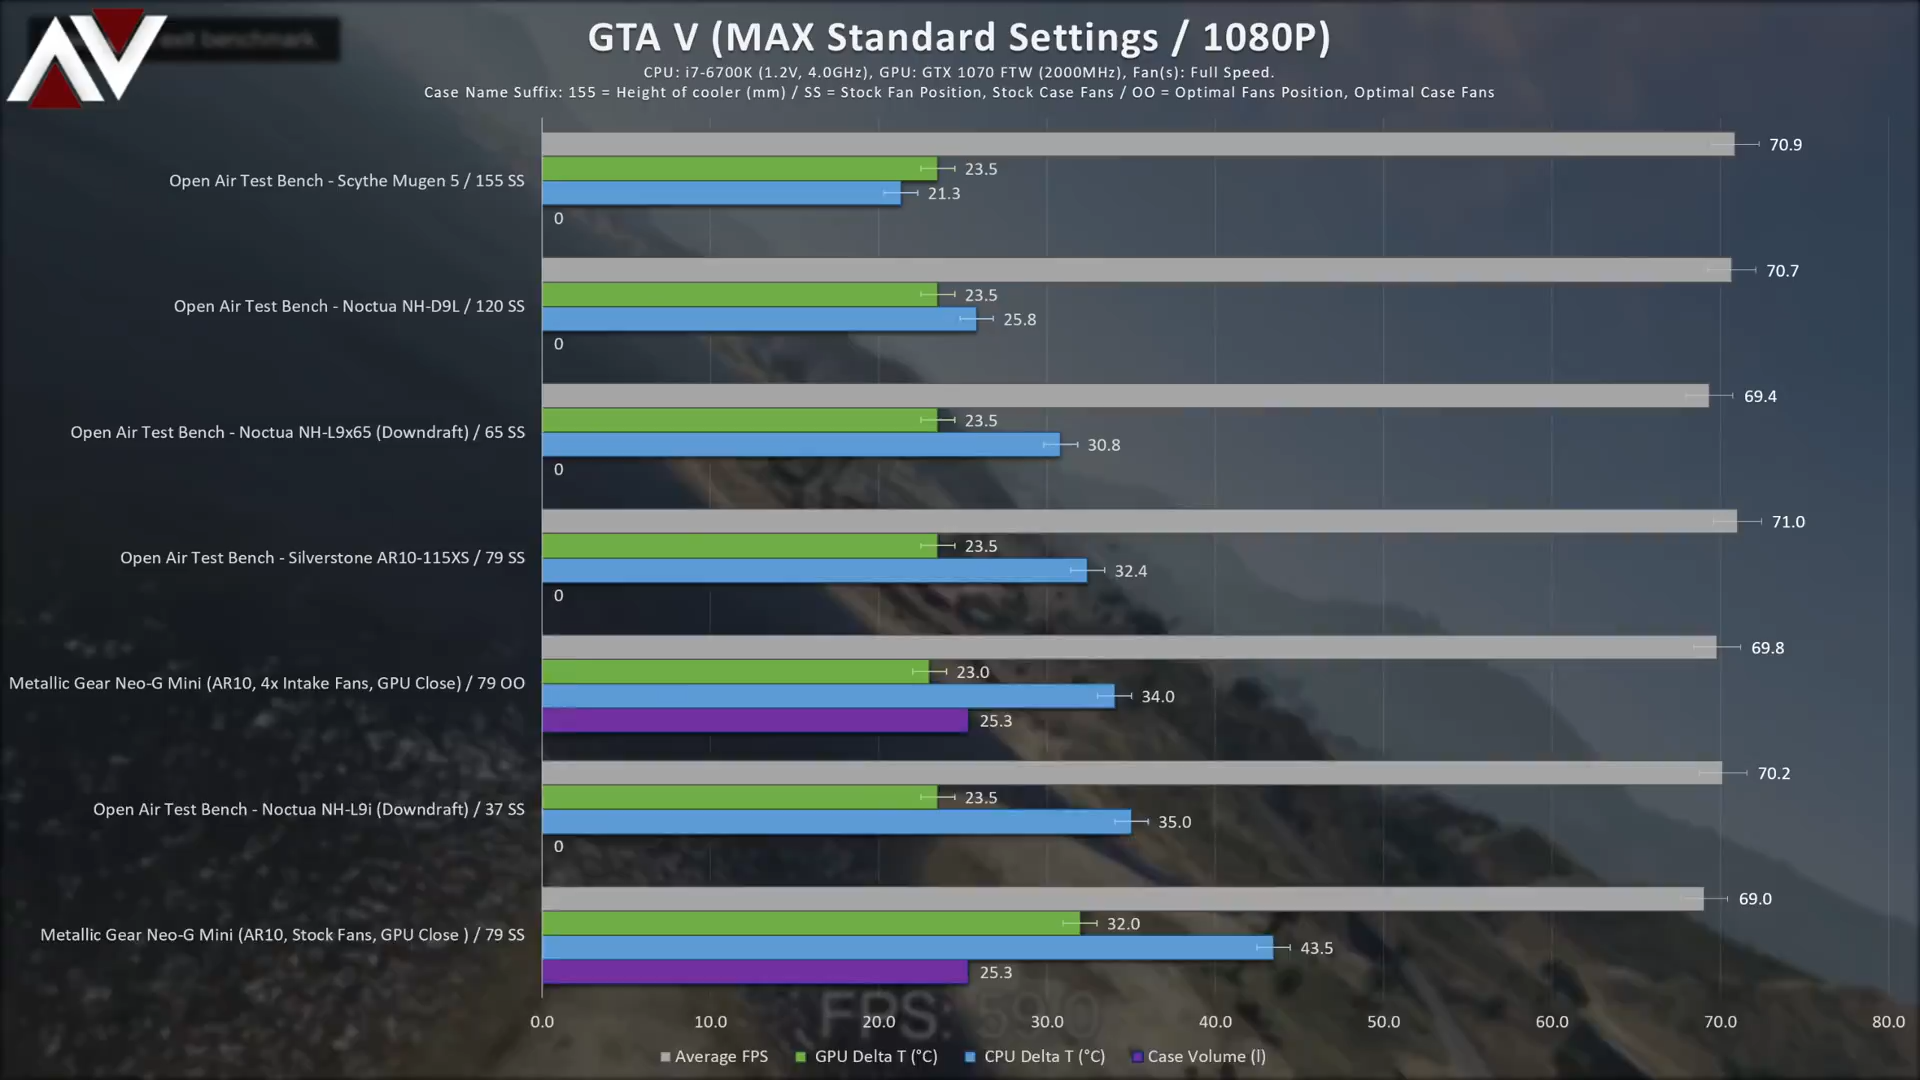 AV
exit benchmark.
GTA V (MAX Standard Settings / 1080P)
CPU: i7-6700K (1.2V, 4.0GHz), GPU: GTX 1070 FTW (2000MHz), Fan(s): Full Speed.
Case Name Suffix: 155 = Height of cooler (mm) / SS = Stock Fan Position, Stock Case Fans / OO = Optimal Fans Position, Optimal Case Fans
70.9
23.5
Open Air Test Bench - Scythe Mugen 5 / 155 SS
21.3
0
70.7
23.5
Open Air Test Bench - Noctua NH-D9L / 120 SS
25.8
0
69.4
23.5
Open Air Test Bench - Noctua NH-L9x65 (Downdraft) / 65 SS
30.8
0
71.0
23.5
Open Air Test Bench - Silverstone AR10-115XS / 79 SS
32.4
0
69.8
23.0
Metallic Gear Neo-G Mini (AR10, 4x Intake Fans, GPU Close) / 79 OO
34.0
25.3
70.2
23.5
Open Air Test Bench - Noctua NH-L9i (Downdraft) / 37 SS
35.0
0
69.0
32.0
Metallic Gear Neo-G Mini (AR10, Stock Fans, GPU Close ) / 79 SS
43.5
25.3
FPS: 59.0
0.0 10.0 20.0 30.0 40.0 50.0 60.0 70.0 80.0
Average FPS GPU Delta T (°C) CPU Delta T (°C) Case Volume (l)